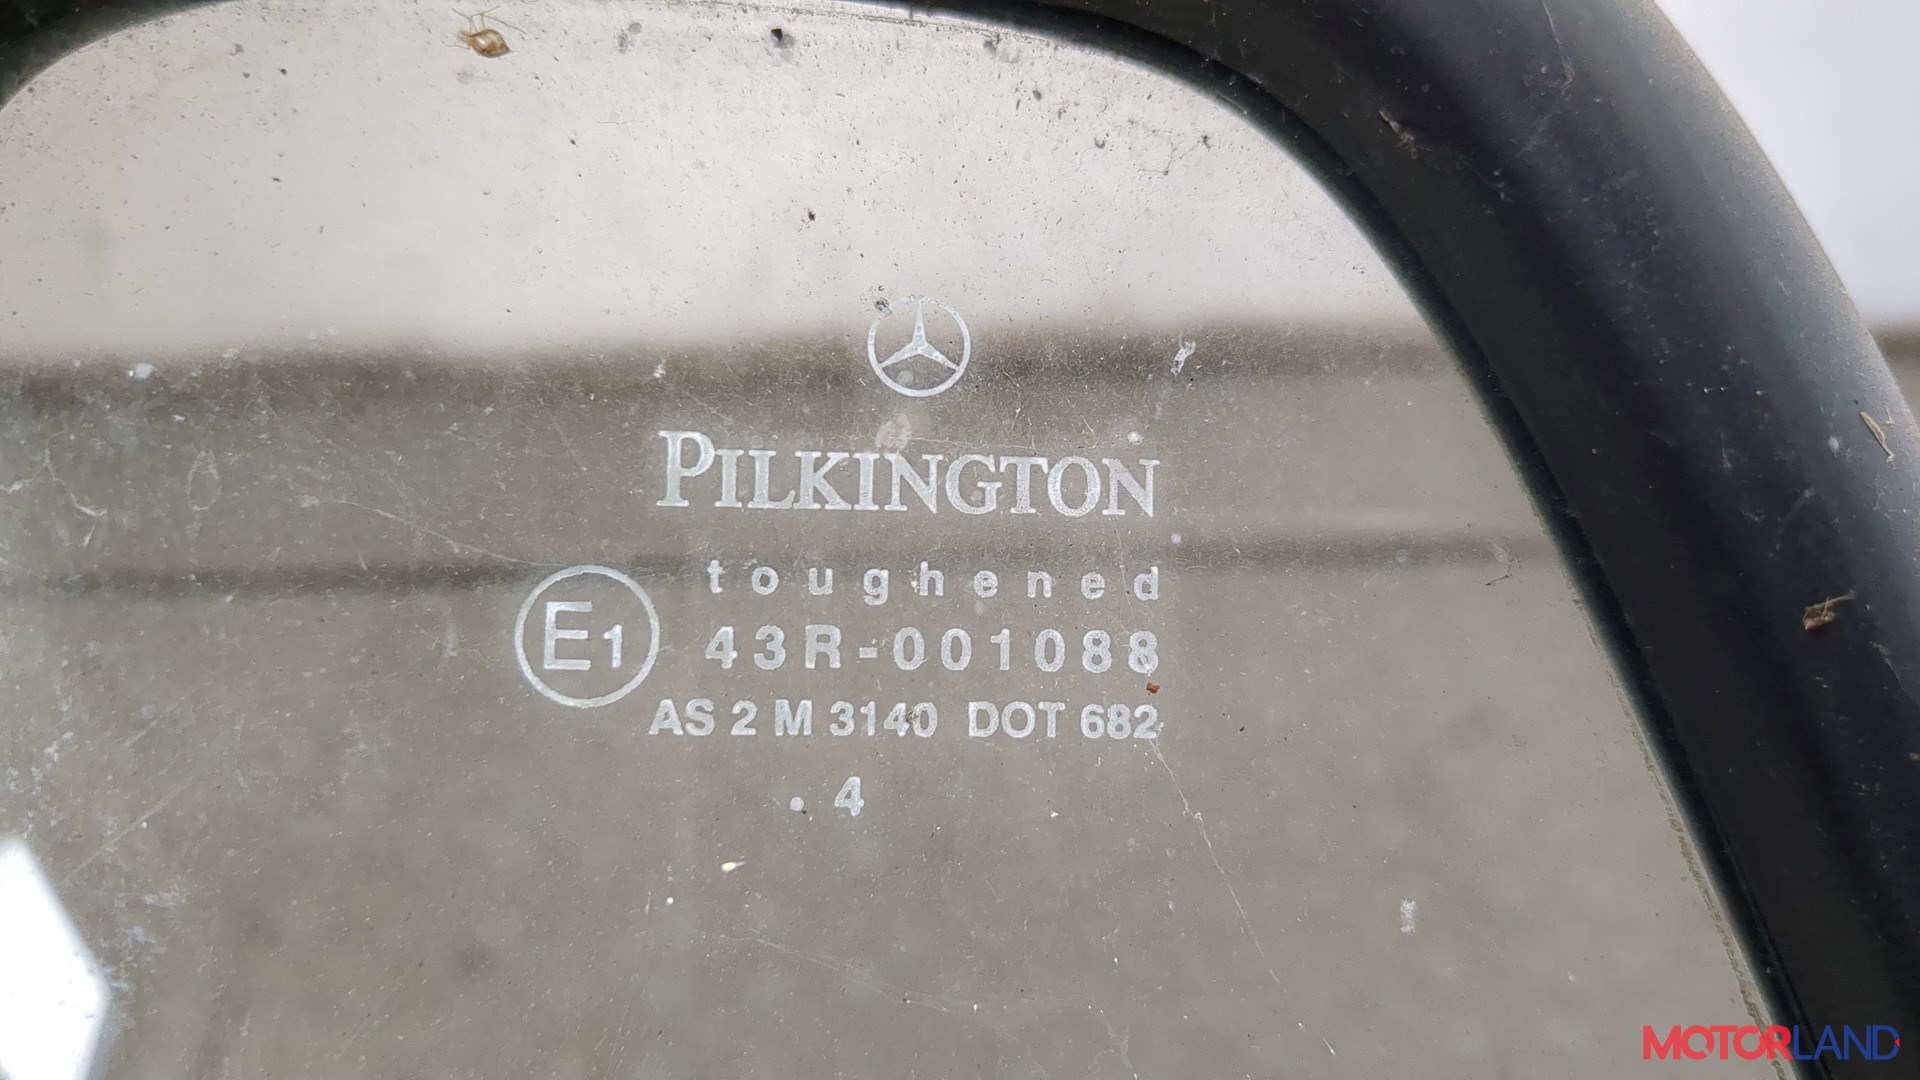 PILKINGTON
toughened
E1 43R-001088
AS 2 M 3140 DOT 682
. 4
MOTORLAND